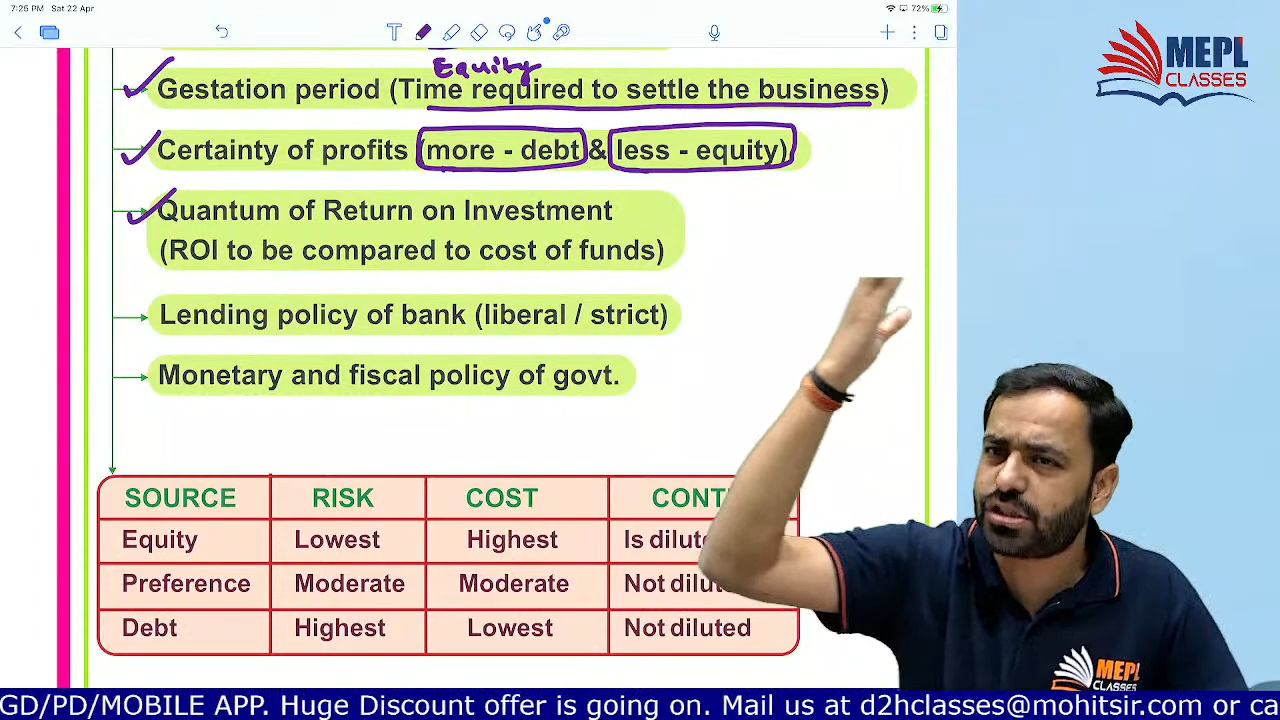 7:25 PM Sat 22 Apr
72%
MEPL
CLASSES
Equity
Gestation period (Time required to settle the business)
Certainty of profits (more - debt & less - equity)
Quantum of Return on Investment
(ROI to be compared to cost of funds)
Lending policy of bank (liberal / strict)
Monetary and fiscal policy of govt.
SOURCE RISK COST
Equity Lowest Highest Is
Preference Moderate Moderate Not
Debt Highest Lowest Not diluted
MEPL
CLASSES
GD/PD/MOBILE APP. Huge Discount offer is going on. Mail us at d2hclasses@mohitsir.com or ca